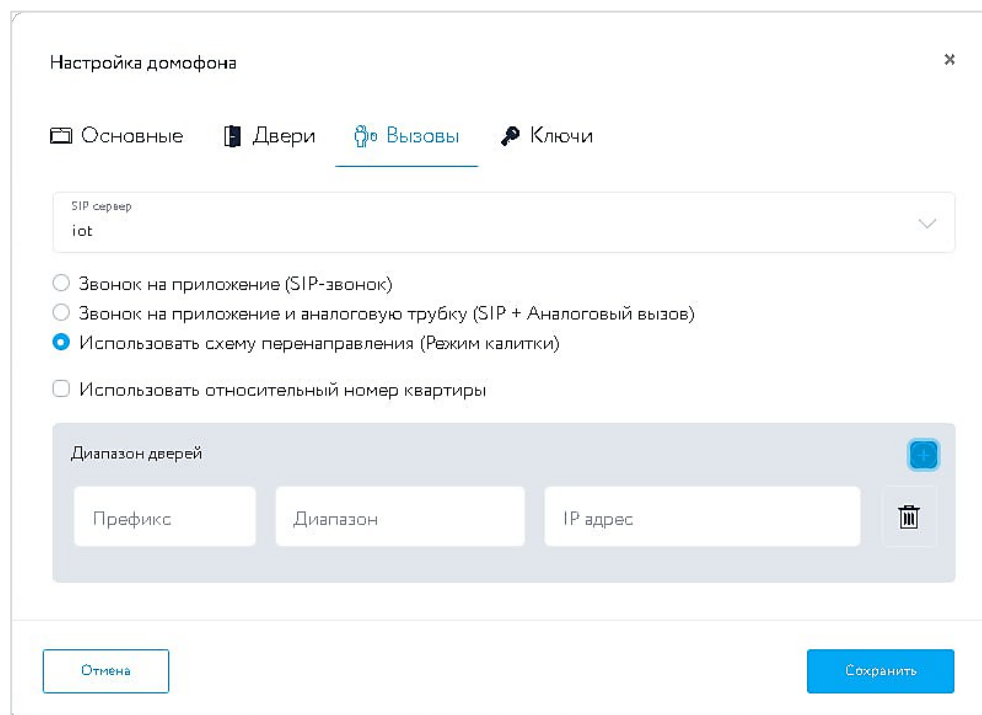 Настройка домофона
Основные Двери Вызовы Ключи
SIP сервер
iot
Звонок на приложение (SIP-звонок)
Звонок на приложение и аналоговую трубку (SIP + Аналоговый вызов)
Использовать схему перенаправления (Режим калитки)
Использовать относительный номер квартиры
Диапазон дверей
Префикс Диапазон IP адрес
Отмена Сохранить